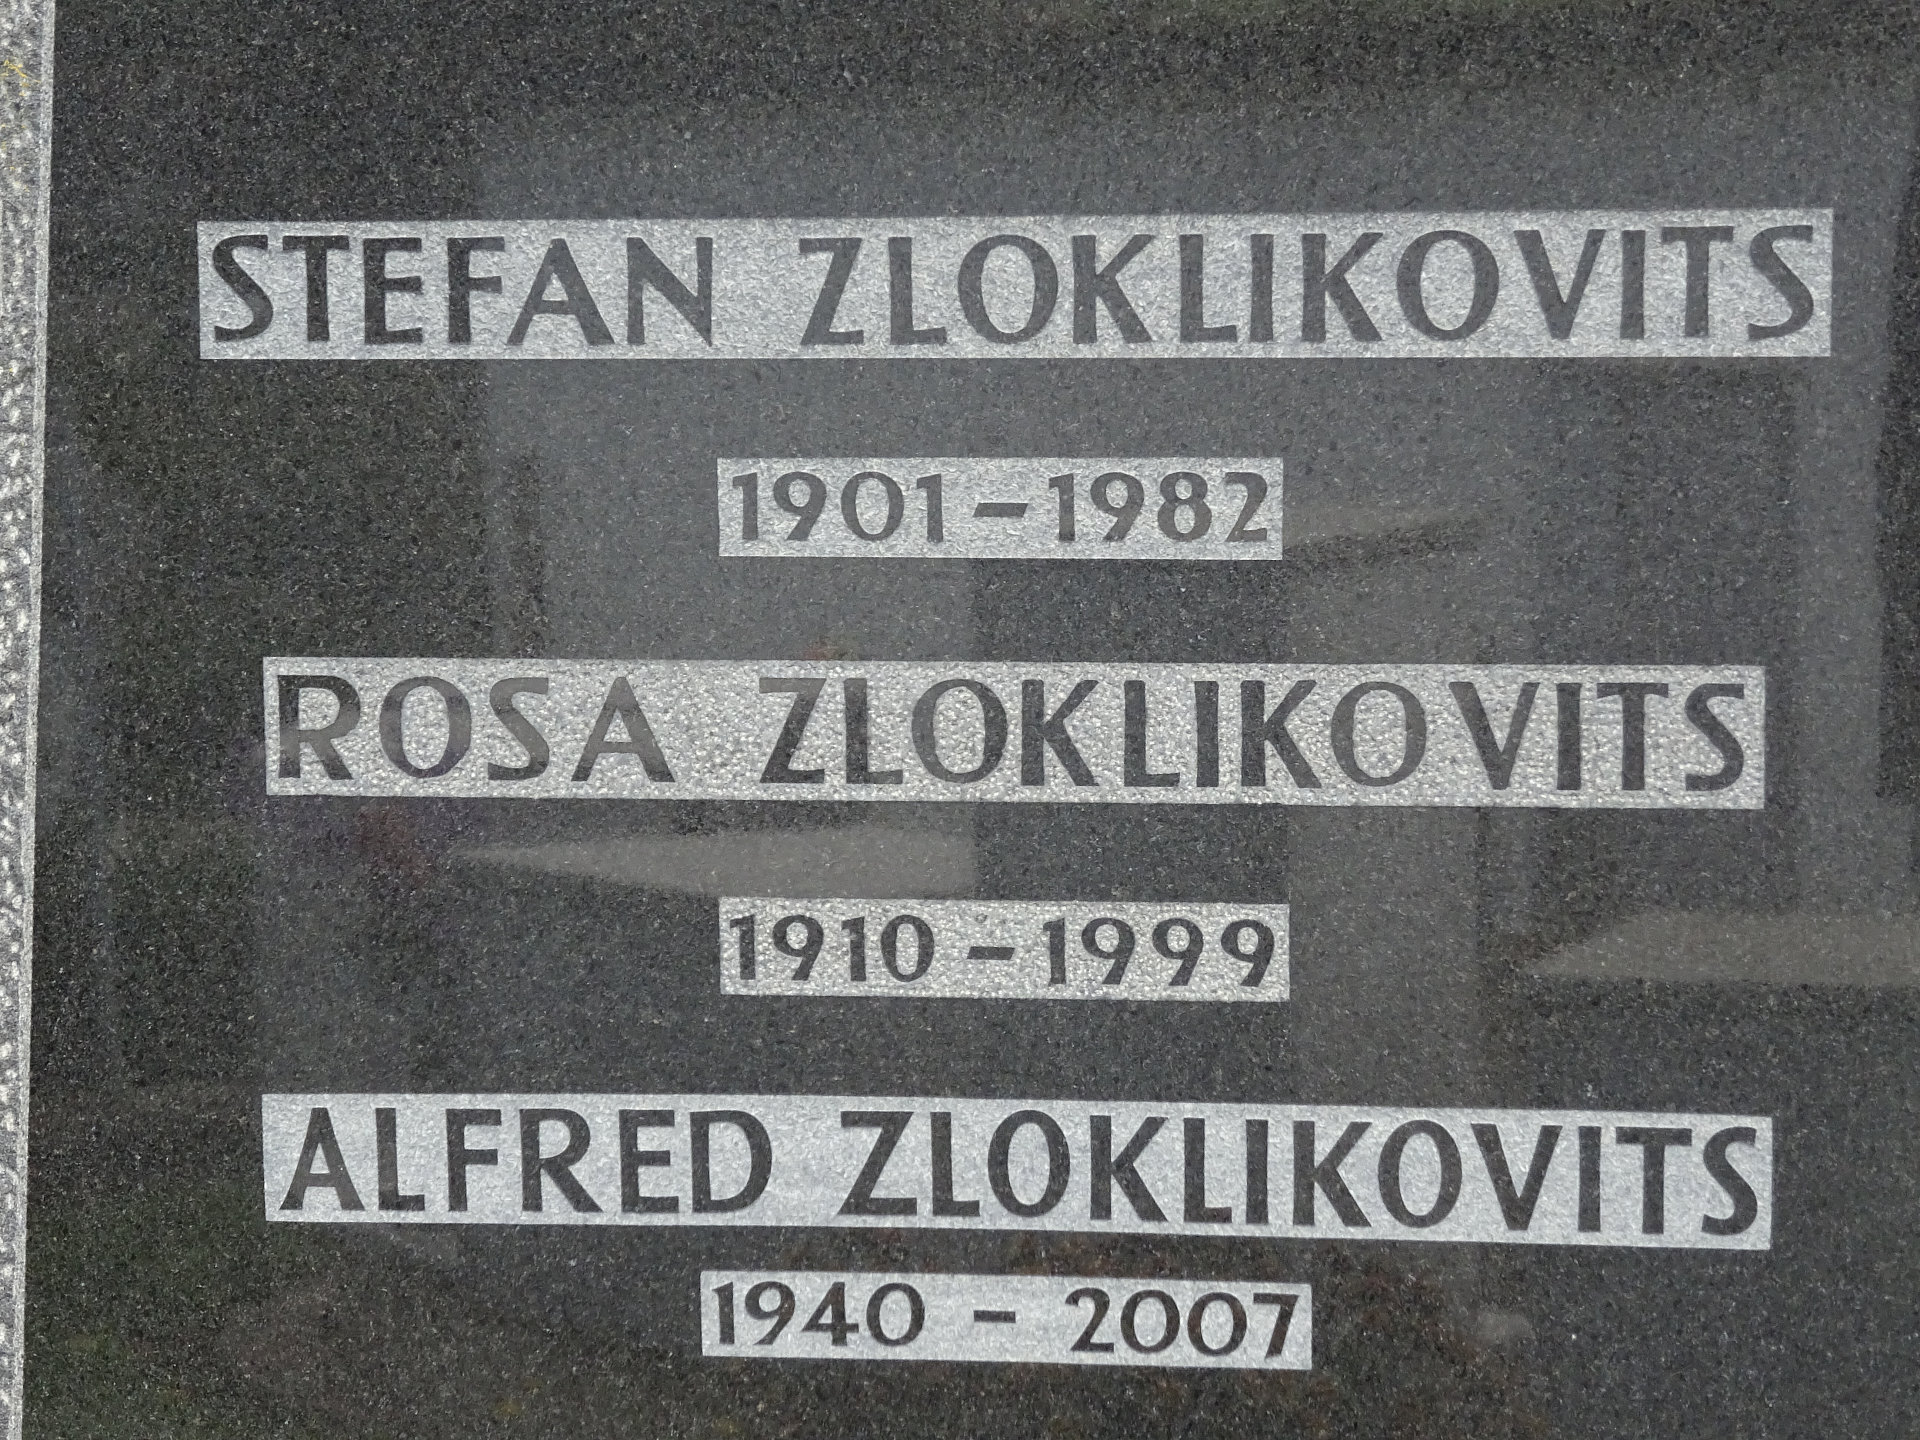 STEFAN ZLOKLIKOVITS
1901 - 1982
ROSA ZLOKLIKOVITS
1910 - 1999
ALFRED ZLOKLIKOVITS
1940 - 2007